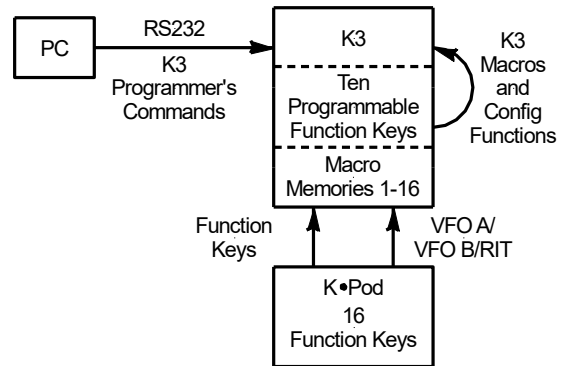 PC
RS232
K3
Programmer's
Commands
K3
Ten
Programmable
Function Keys
Macro
Memories 1-16
K3
Macros
and
Config
Functions
Function
Keys
VFO A/
VFO B/RIT
K•Pod
16
Function Keys